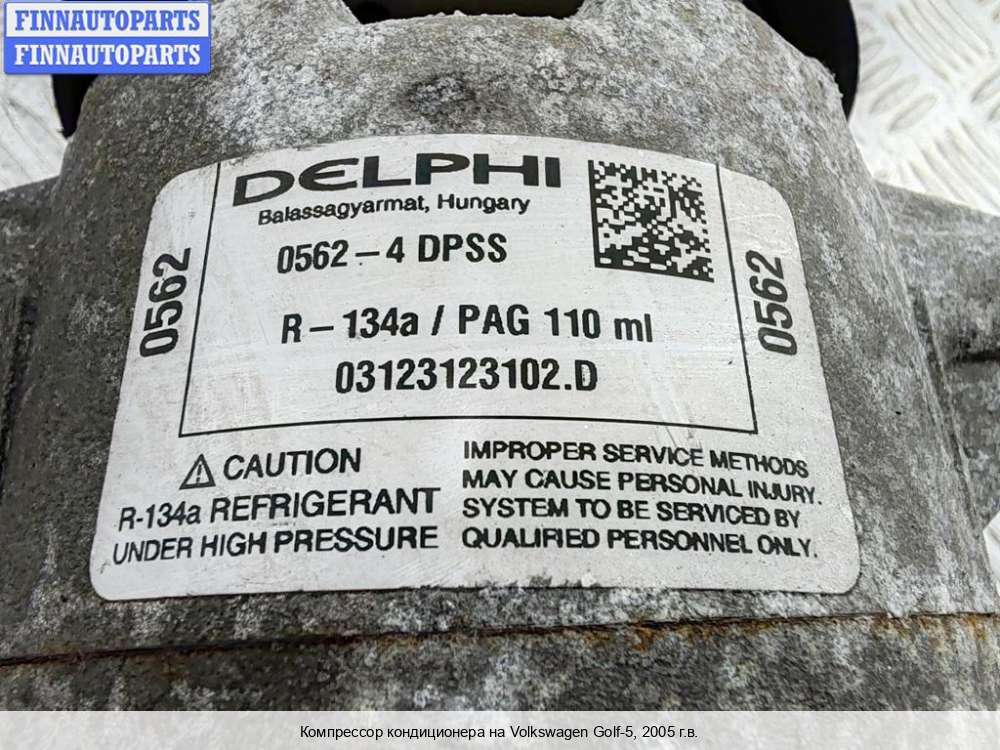 FINNAUTOPARTS
FINNAUTOPARTS
DELPHI
Balassagyarmat, Hungary
0562-4 DPSS
0562
0562
R-134a / PAG 110 ml
03123123102.D
⚠ CAUTION
R-134a REFRIGERANT
UNDER HIGH PRESSURE
IMPROPER SERVICE METHODS
MAY CAUSE PERSONAL INJURY.
SYSTEM TO BE SERVICED BY
QUALIFIED PERSONNEL ONLY.
Компрессор кондиционера на Volkswagen Golf-5, 2005 г.в.